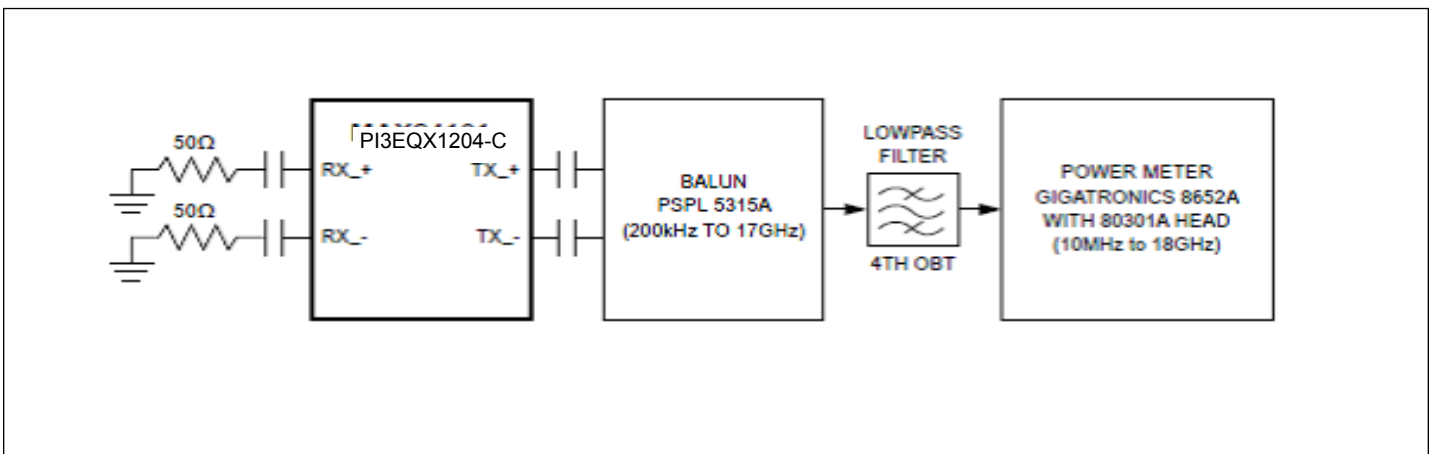 50Ω
50Ω
PI3EQX1204-C
RX_+
TX_+
RX_-
TX_-
BALUN
PSPL 5315A
(200kHz TO 17GHz)
LOWPASS
FILTER
4TH OBT
POWER METER
GIGATRONICS 8652A
WITH 80301A HEAD
(10MHz to 18GHz)